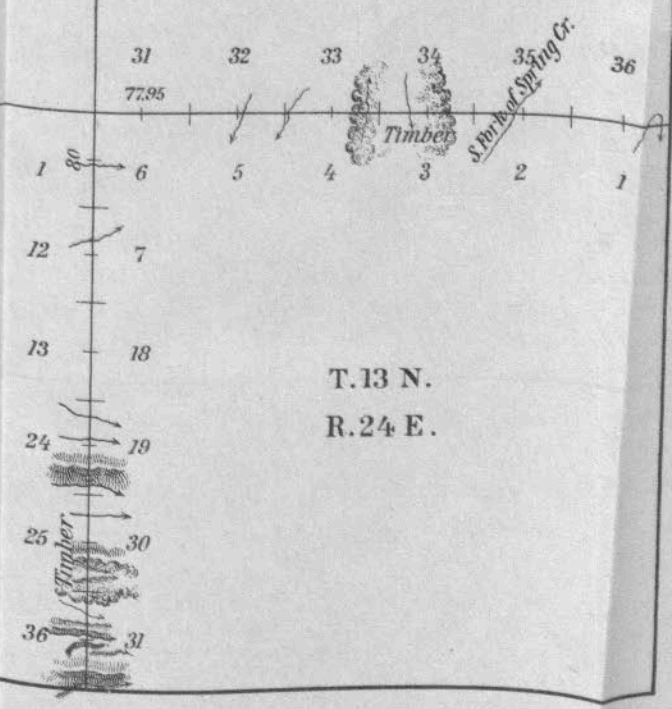 31 32 33 34 35 36
77.95
S. Fork of Spring Cr.
Timber
80
1 6 5 4 3 2 1
12 7
13 18
T. 13 N.
R. 24 E.
24 19
25 30
Timber
36 31